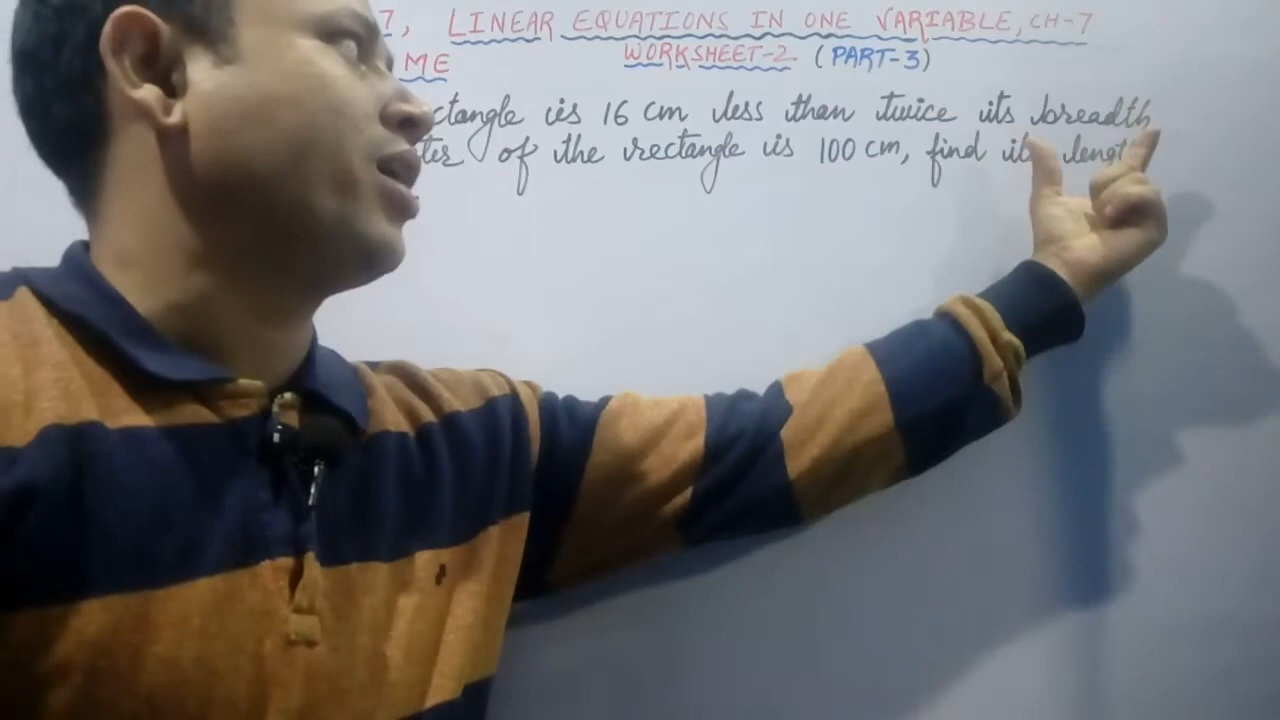 7, LINEAR EQUATIONS IN ONE VARIABLE, CH-7
ME WORKSHEET-2 (PART-3)
ctangle is 16 cm less than twice its breadth
ter of the rectangle is 100 cm, find its length